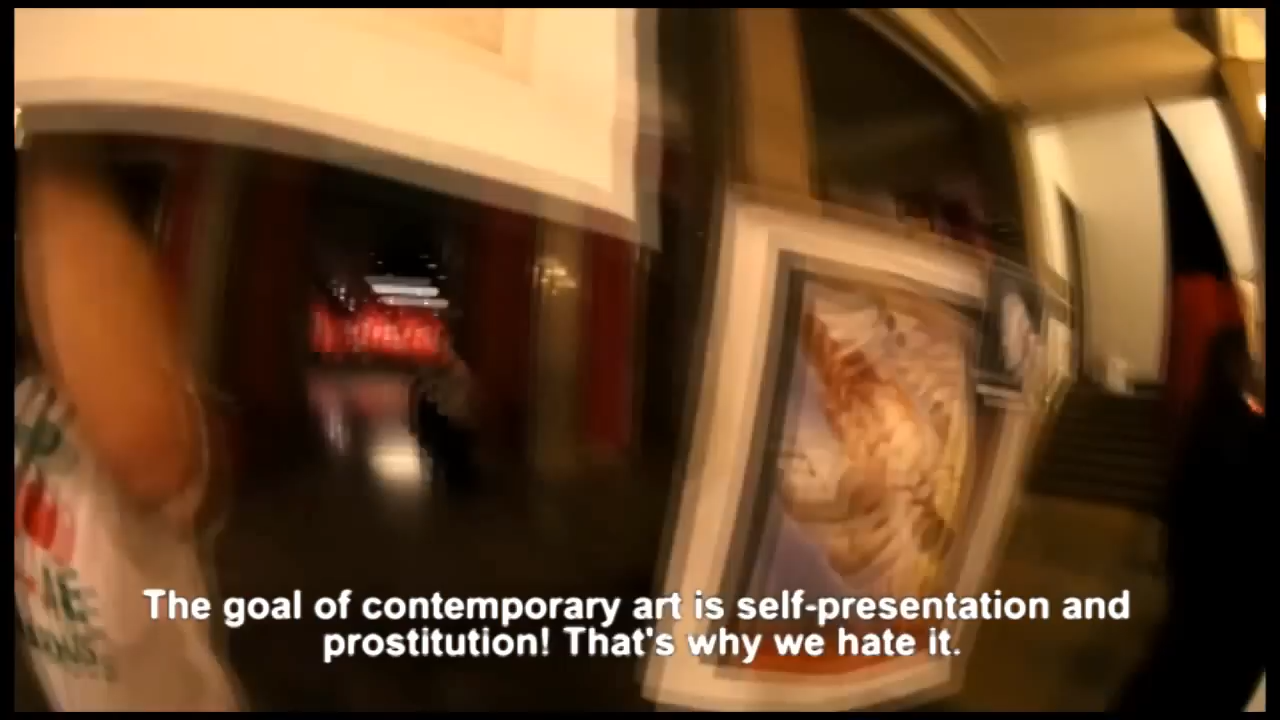 The goal of contemporary art is self-presentation and
prostitution! That's why we hate it.